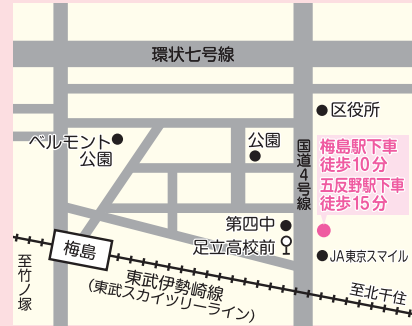 環状七号線
区役所
ベルモント
公園
公園
国道4号線
梅島駅下車
徒歩10分
五反野駅下車
徒歩15分
第四中
足立高校前
JA東京スマイル
梅島
至竹ノ塚
東武伊勢崎線
(東武スカイツリーライン)
至北千住